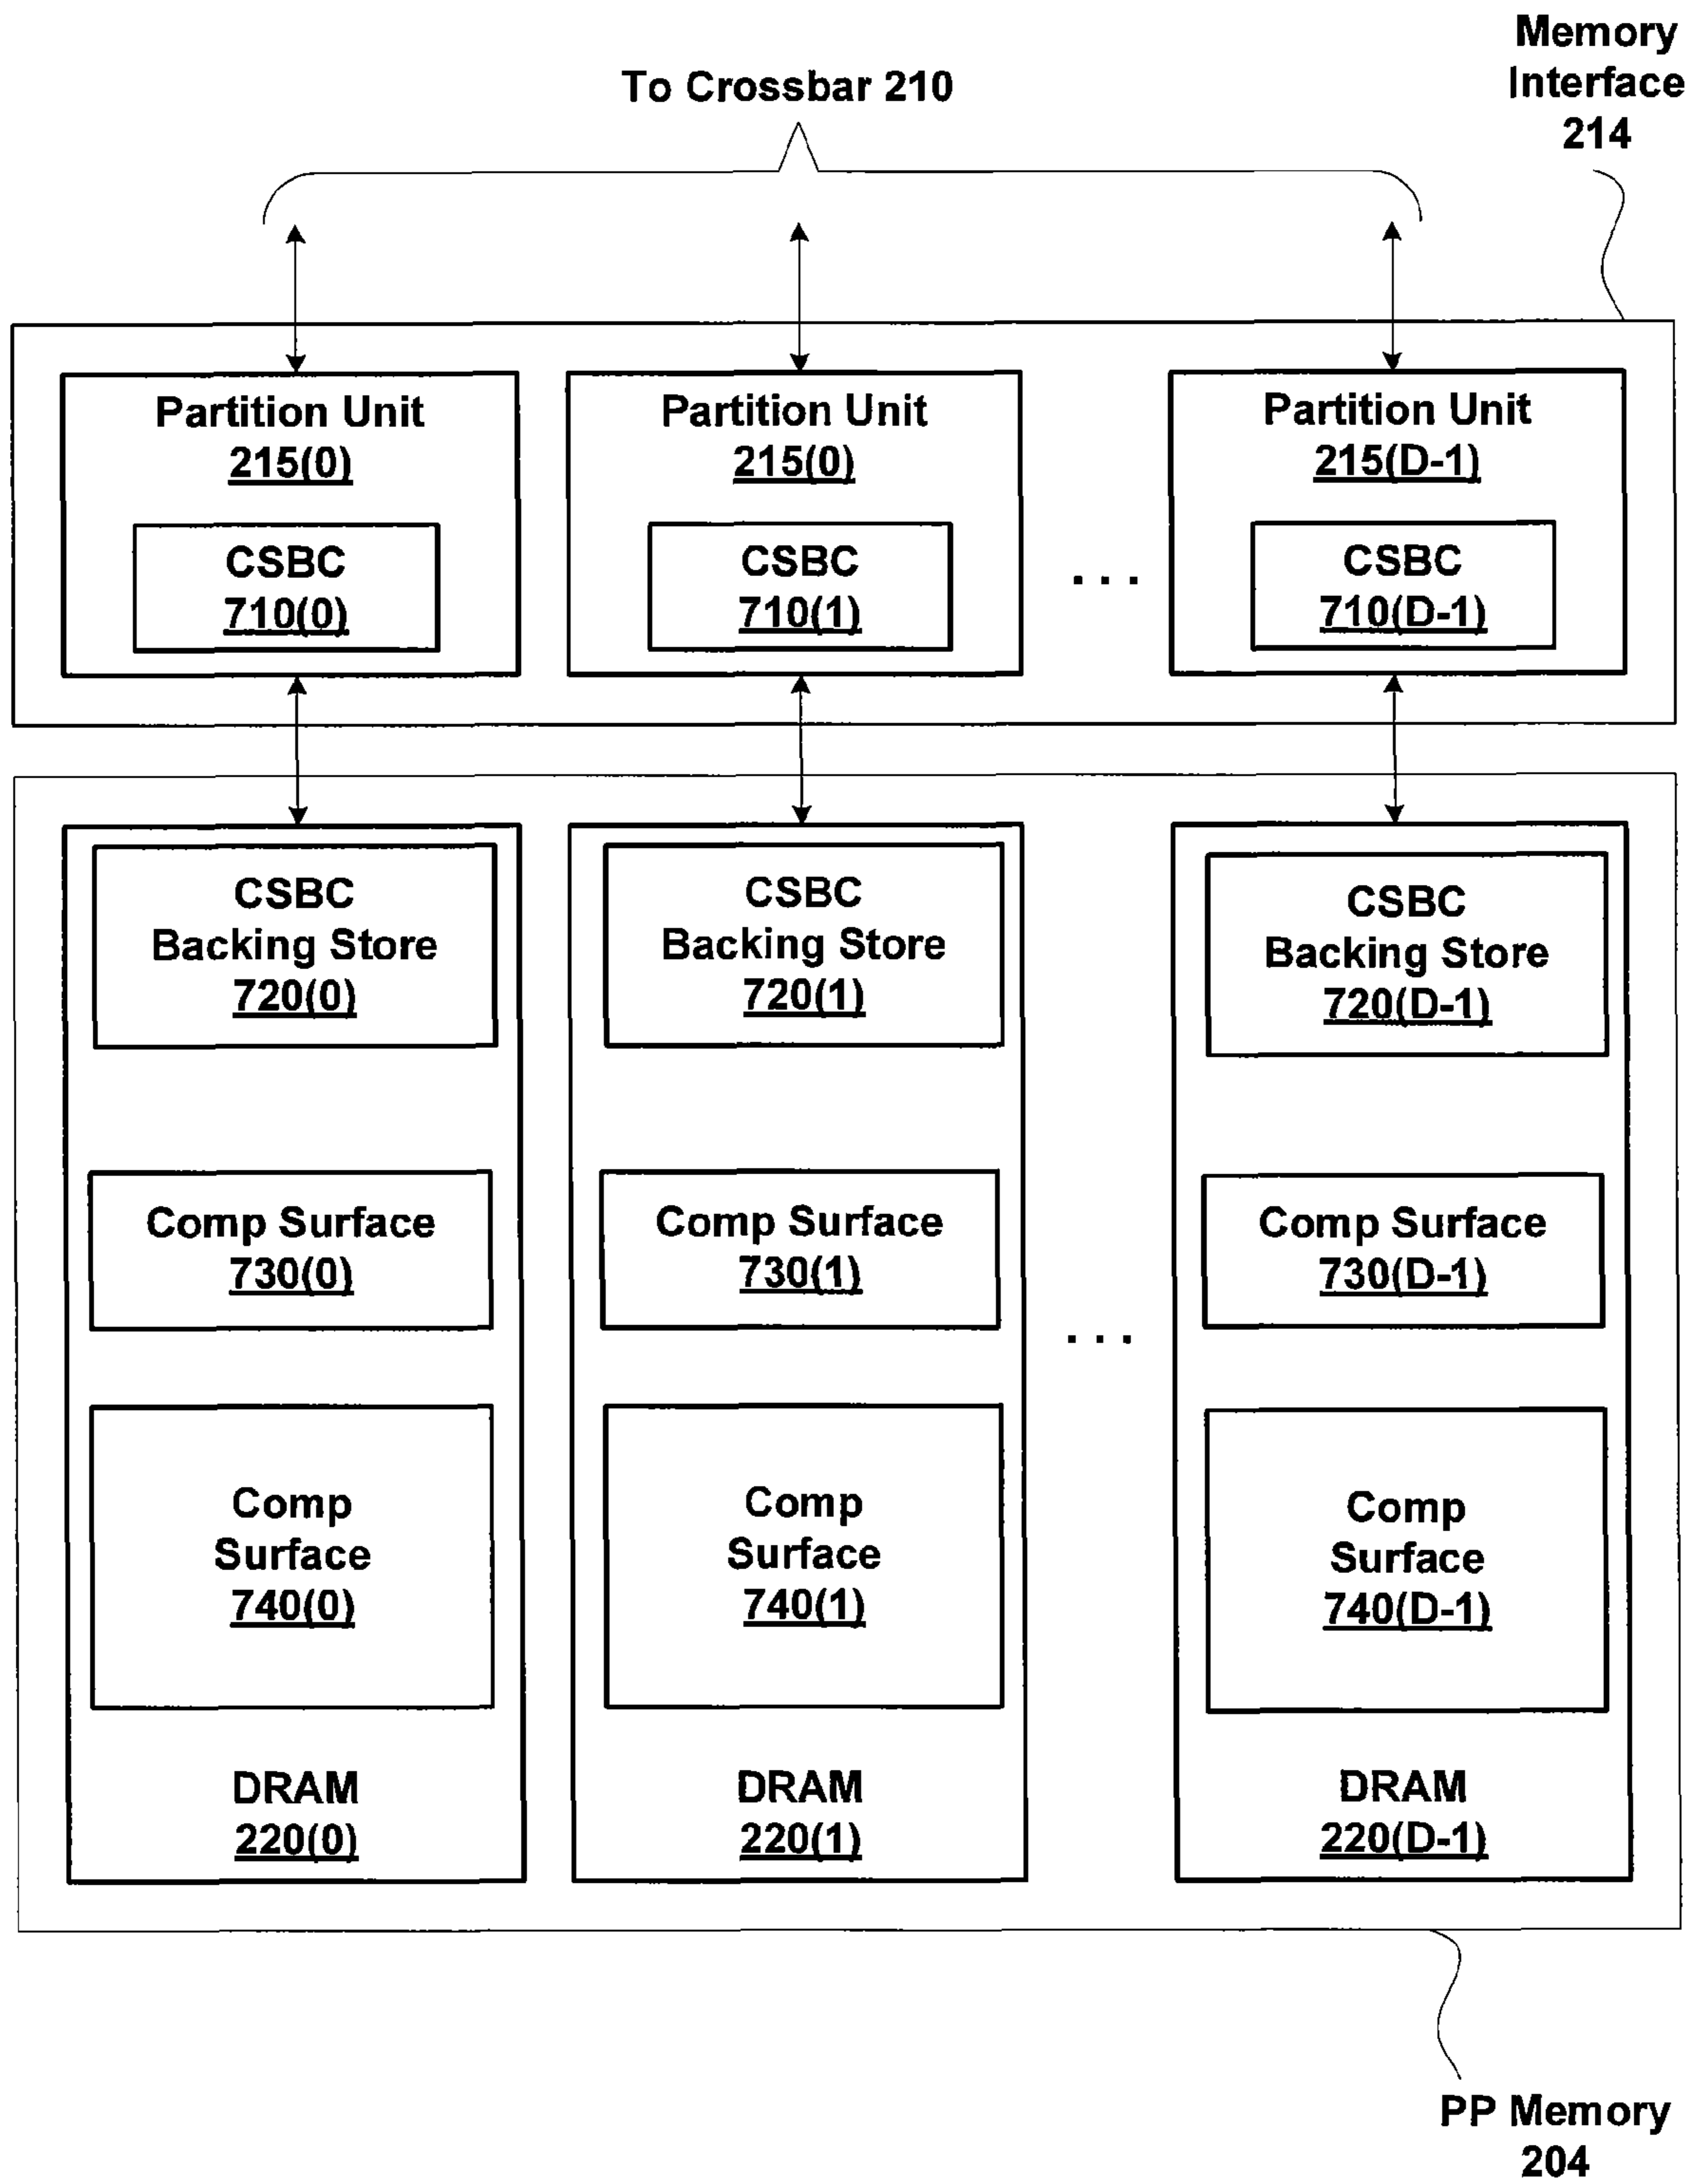 Memory
Interface
214
To Crossbar 210
Partition Unit
215(0)
CSBC
710(0)
Partition Unit
215(0)
CSBC
710(1)
. . .
Partition Unit
215(D-1)
CSBC
710(D-1)
CSBC
Backing Store
720(0)
Comp Surface
730(0)
Comp
Surface
740(0)
DRAM
220(0)
CSBC
Backing Store
720(1)
Comp Surface
730(1)
Comp
Surface
740(1)
DRAM
220(1)
. . .
CSBC
Backing Store
720(D-1)
Comp Surface
730(D-1)
Comp
Surface
740(D-1)
DRAM
220(D-1)
PP Memory
204